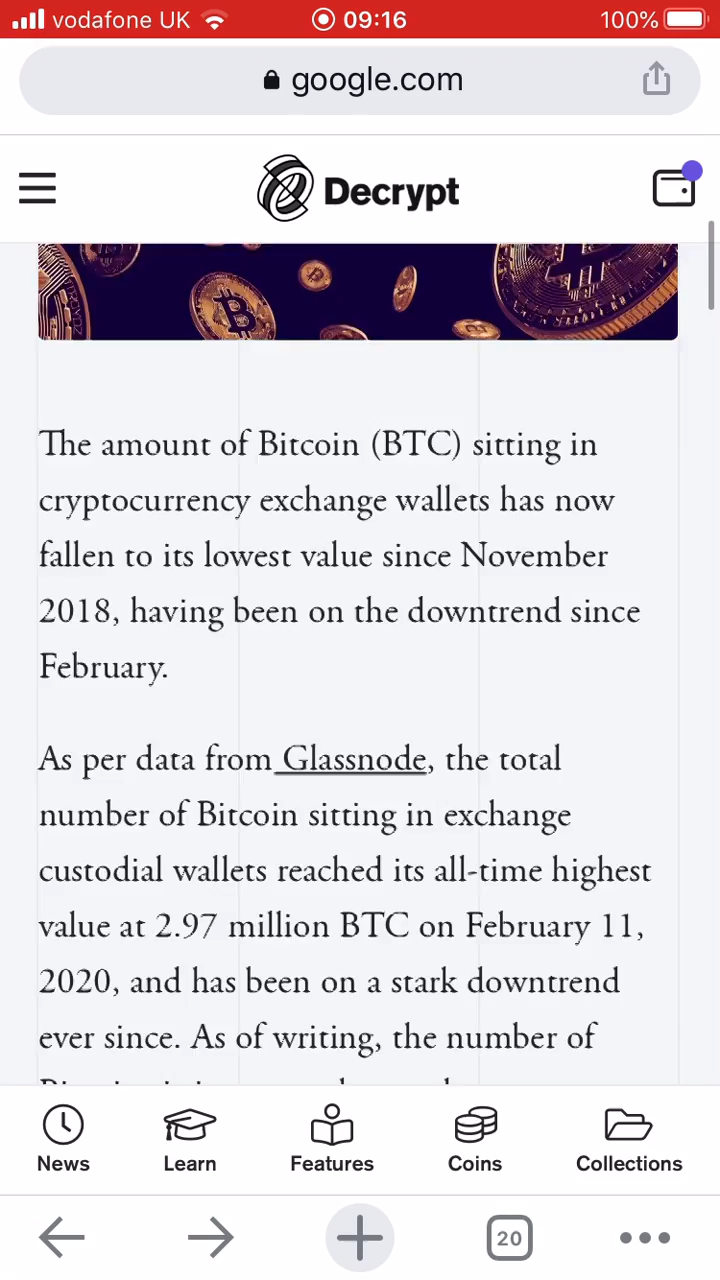 vodafone UK 09:16 100%
google.com
Decrypt
The amount of Bitcoin (BTC) sitting in
cryptocurrency exchange wallets has now
fallen to its lowest value since November
2018, having been on the downtrend since
February.
As per data from Glassnode, the total
number of Bitcoin sitting in exchange
custodial wallets reached its all-time highest
value at 2.97 million BTC on February 11,
2020, and has been on a stark downtrend
ever since. As of writing, the number of
News Learn Features Coins Collections
20